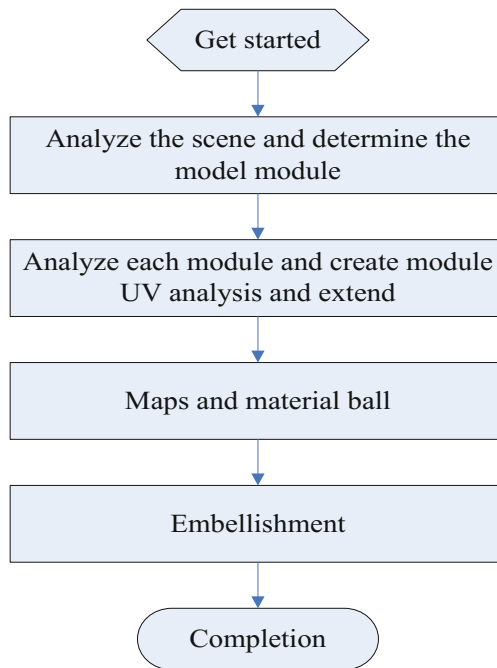 Get started
Analyze the scene and determine the
model module
Analyze each module and create module
UV analysis and extend
Maps and material ball
Embellishment
Completion